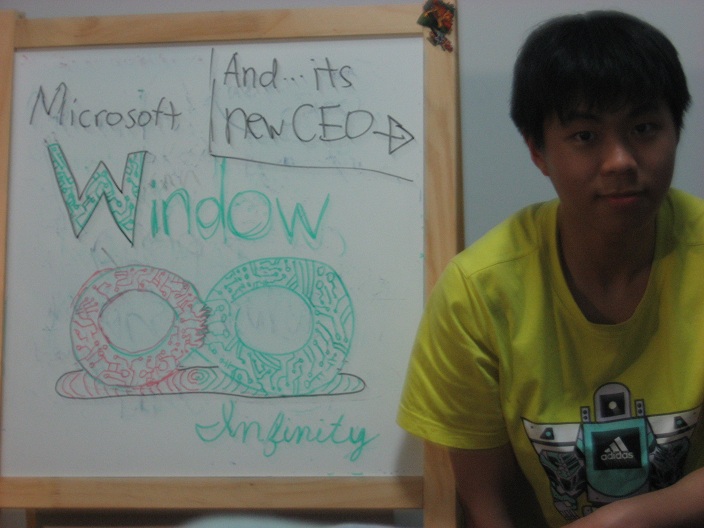 Microsoft
And...its
new CEO
Window
Infinity
adidas